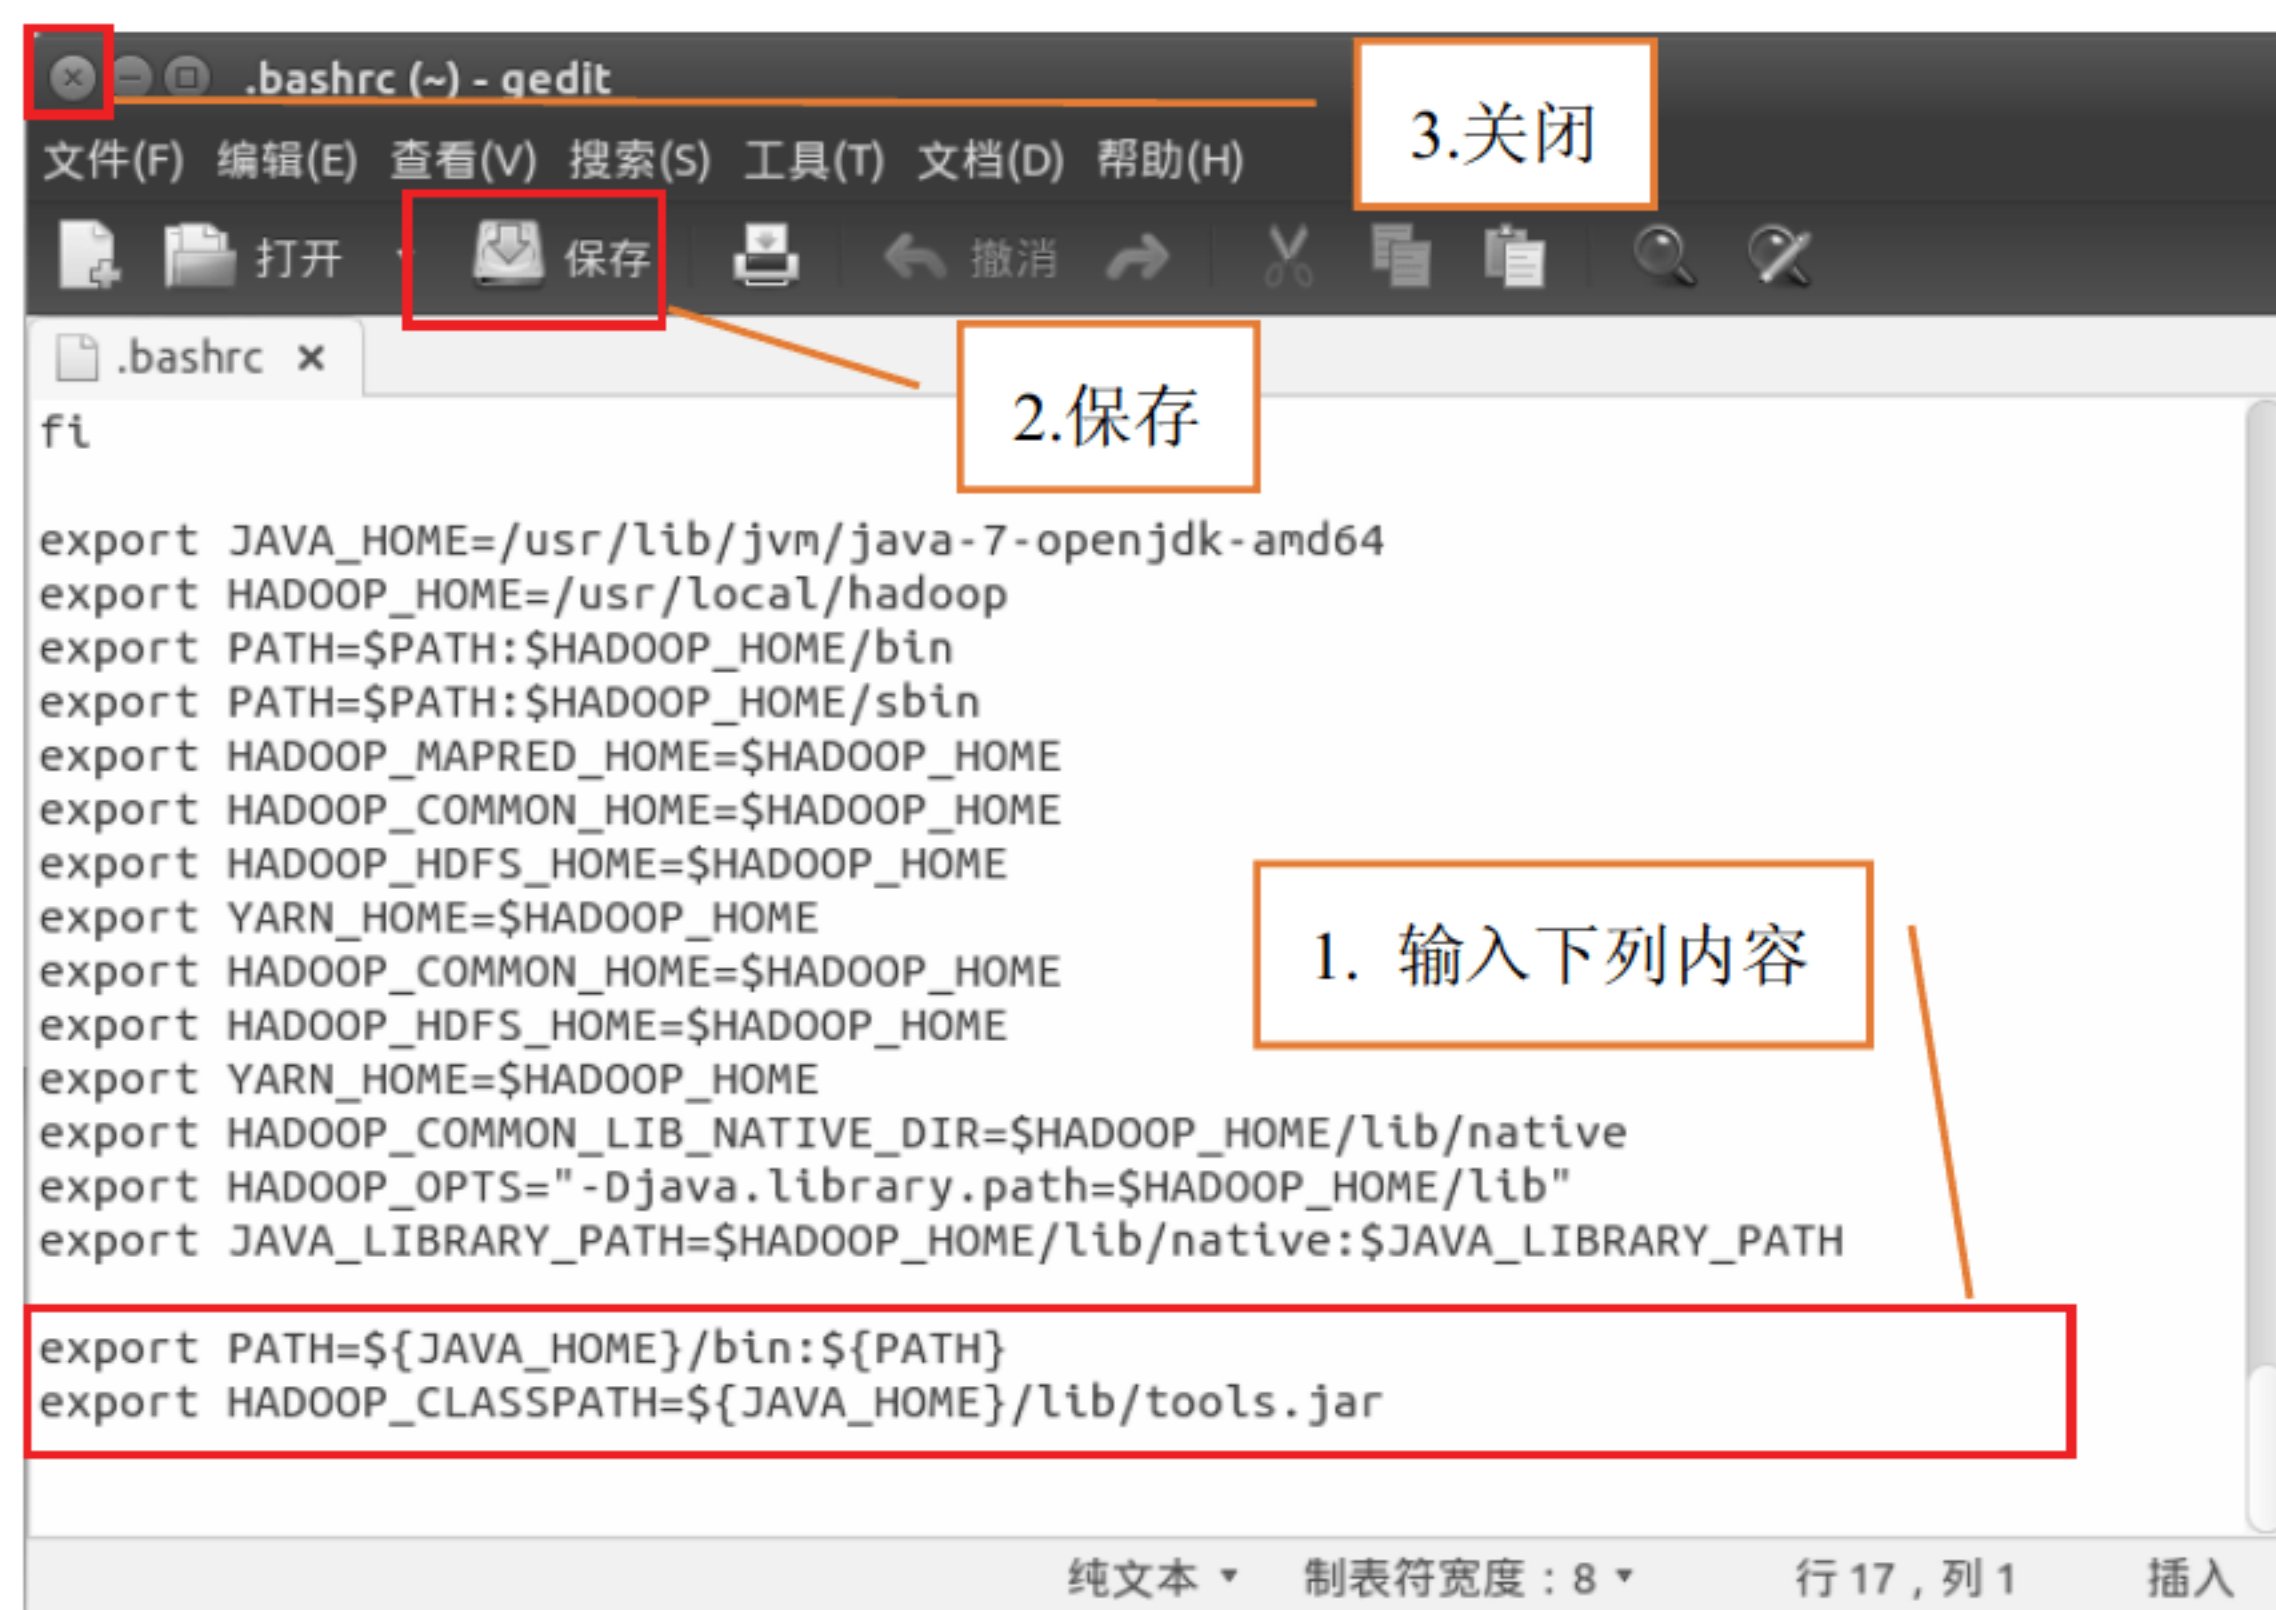 .bashrc (~) - gedit
3.关闭
文件(F) 编辑(E) 查看(V) 搜索(S) 工具(T) 文档(D) 帮助(H)
打开 保存 撤消
.bashrc
2.保存
fi
export JAVA_HOME=/usr/lib/jvm/java-7-openjdk-amd64
export HADOOP_HOME=/usr/local/hadoop
export PATH=$PATH:$HADOOP_HOME/bin
export PATH=$PATH:$HADOOP_HOME/sbin
export HADOOP_MAPRED_HOME=$HADOOP_HOME
export HADOOP_COMMON_HOME=$HADOOP_HOME
export HADOOP_HDFS_HOME=$HADOOP_HOME
export YARN_HOME=$HADOOP_HOME
1. 输入下列内容
export HADOOP_COMMON_HOME=$HADOOP_HOME
export HADOOP_HDFS_HOME=$HADOOP_HOME
export YARN_HOME=$HADOOP_HOME
export HADOOP_COMMON_LIB_NATIVE_DIR=$HADOOP_HOME/lib/native
export HADOOP_OPTS="-Djava.library.path=$HADOOP_HOME/lib"
export JAVA_LIBRARY_PATH=$HADOOP_HOME/lib/native:$JAVA_LIBRARY_PATH
export PATH=${JAVA_HOME}/bin:${PATH}
export HADOOP_CLASSPATH=${JAVA_HOME}/lib/tools.jar
纯文本 制表符宽度：8 行 17，列 1 插入